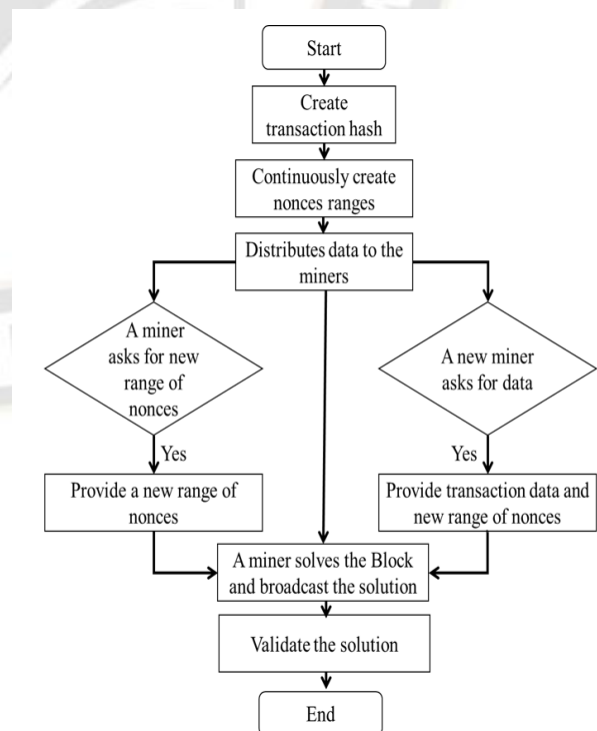 Start
Create
transaction hash
Continuously create
nonces ranges
Distributes data to the
miners
A miner
asks for new
range of
nonces
A new miner
asks for data
Yes
Yes
Provide a new range of
nonces
Provide transaction data and
new range of nonces
A miner solves the Block
and broadcast the solution
Validate the solution
End